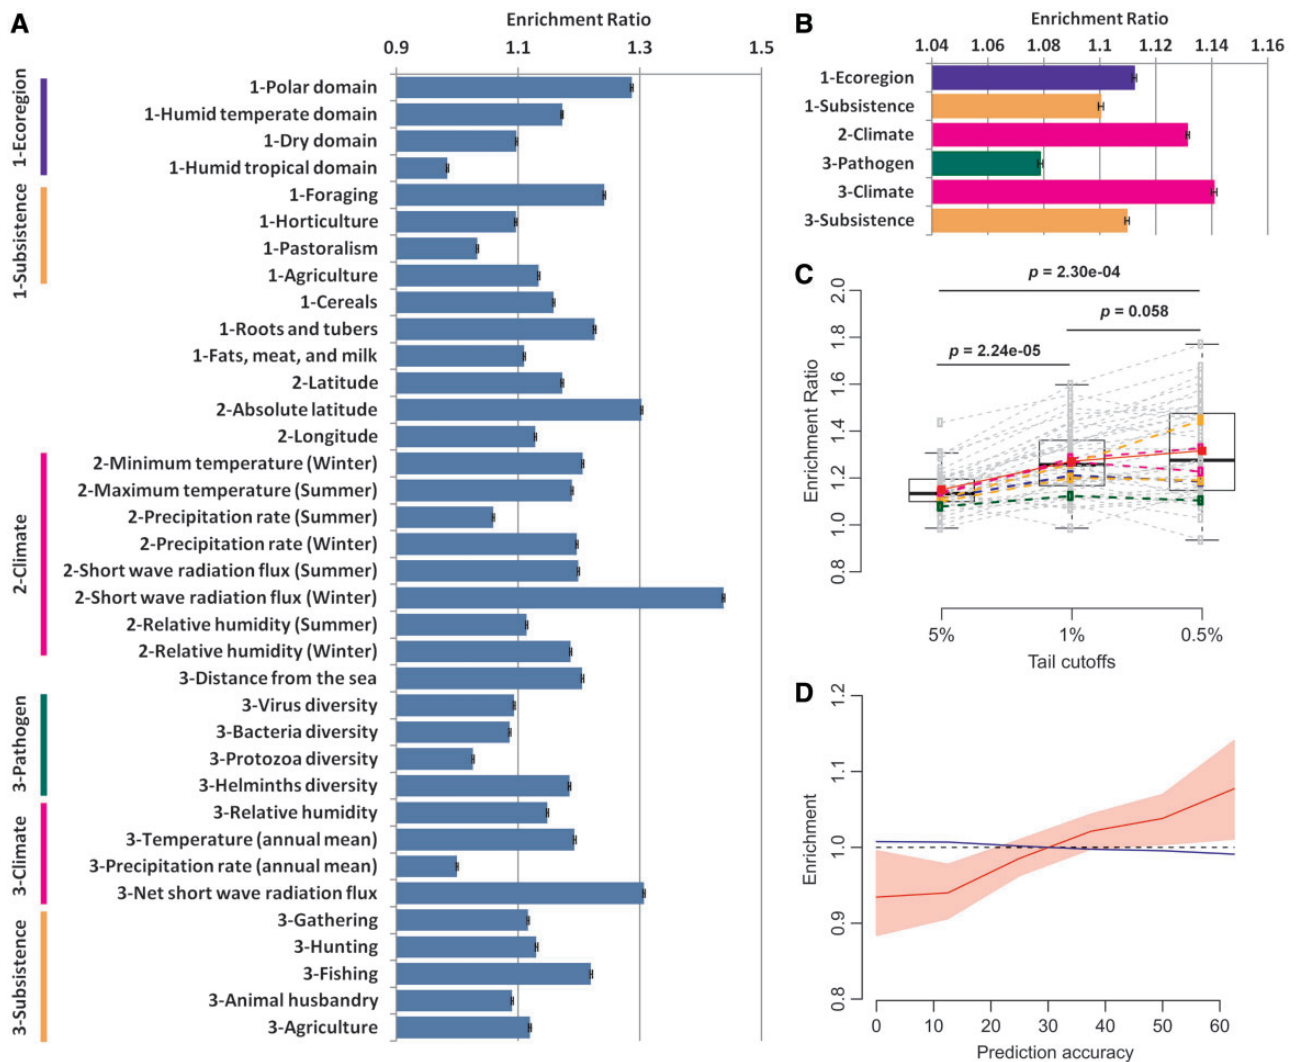 A
Enrichment Ratio
0.9 1.1 1.3 1.5
1-Ecoregion
1-Polar domain
1-Humid temperate domain
1-Dry domain
1-Humid tropical domain
1-Subsistence
1-Foraging
1-Horticulture
1-Pastoralism
1-Agriculture
1-Cereals
1-Roots and tubers
1-Fats, meat, and milk
2-Latitude
2-Absolute latitude
2-Longitude
2-Climate
2-Minimum temperature (Winter)
2-Maximum temperature (Summer)
2-Precipitation rate (Summer)
2-Precipitation rate (Winter)
2-Short wave radiation flux (Summer)
2-Short wave radiation flux (Winter)
2-Relative humidity (Summer)
2-Relative humidity (Winter)
3-Distance from the sea
3-Pathogen
3-Virus diversity
3-Bacteria diversity
3-Protozoa diversity
3-Helminths diversity
3-Climate
3-Relative humidity
3-Temperature (annual mean)
3-Precipitation rate (annual mean)
3-Net short wave radiation flux
3-Subsistence
3-Gathering
3-Hunting
3-Fishing
3-Animal husbandry
3-Agriculture
B
Enrichment Ratio
1.04 1.06 1.08 1.1 1.12 1.14 1.16
1-Ecoregion
1-Subsistence
2-Climate
3-Pathogen
3-Climate
3-Subsistence
C
p = 2.30e-04
p = 0.058
p = 2.24e-05
Enrichment Ratio
2.0
1.8
1.6
1.4
1.2
1.0
0.8
5% 1% 0.5%
Tail cutoffs
D
Enrichment
1.2
1.1
1.0
0.9
0.8
0 10 20 30 40 50 60
Prediction accuracy